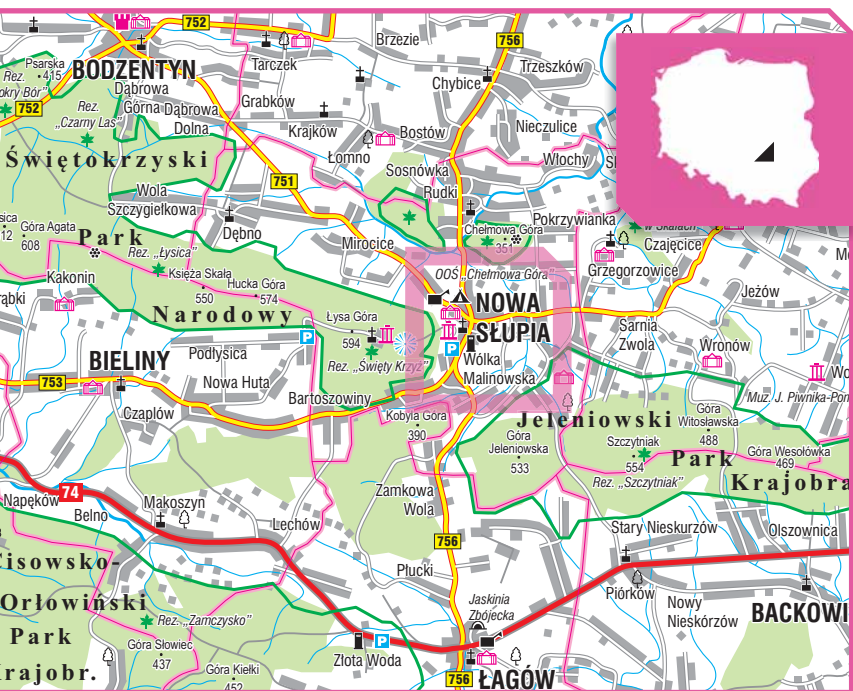 752
756
Brzezie
Psarska
415
Rez.
BODZENTYN
Tarczek
Trzeszków
Chybice
Dąbrowa
Górna
Dąbrowa
Dolna
Grabków
752
Rez.
„Czarny Las”
Krajków
Bostów
Nieczulice
Łomno
Włochy
Świętokrzyski
Sosnówka
751
Rudki
Wola
Szczygiełkowa
Pokrzywianka
w Skałach”
Chełmowa Góra
351
Czajęcice
Góra Agata
608
Park
Dębno
Mirocice
Rez. „Łysica”
Grzegorzowice
OOŚ „Chełmowa Góra”
Księża Skała
550
Hucka Góra
574
Kakonin
Jeżów
NOWA
SŁUPIA
Narodowy
Łysa Góra
594
Sarnia
Zwola
Wronów
P
P
BIELINY
Podłysica
Rez. „Święty Krzyż”
Wólka
Malinowska
753
Nowa Huta
Bartoszowiny
Muz. J. Piwnika-Pon
Czaplów
Kobyla Góra
390
Jeleniowski
Góra
Witosławska
488
Góra
Jeleniowska
533
Szczytniak
554
Park
Góra Wesołówka
469
Rez. „Szczytniak”
Krajobra
74
Napęków
Belno
Makoszyn
Zamkowa
Wola
Lechów
Stary Nieskurzów
Olszownica
756
Cisowsko-
Płucki
Orłowiński
Jaskinia
Zbójecka
Piórków
Nowy
Nieskórzów
BACKOWI
Rez. „Zamczysko”
Park
Góra Słowiec
437
P
Złota Woda
Krajobr.
Góra Kiełki
452
756
ŁAGÓW